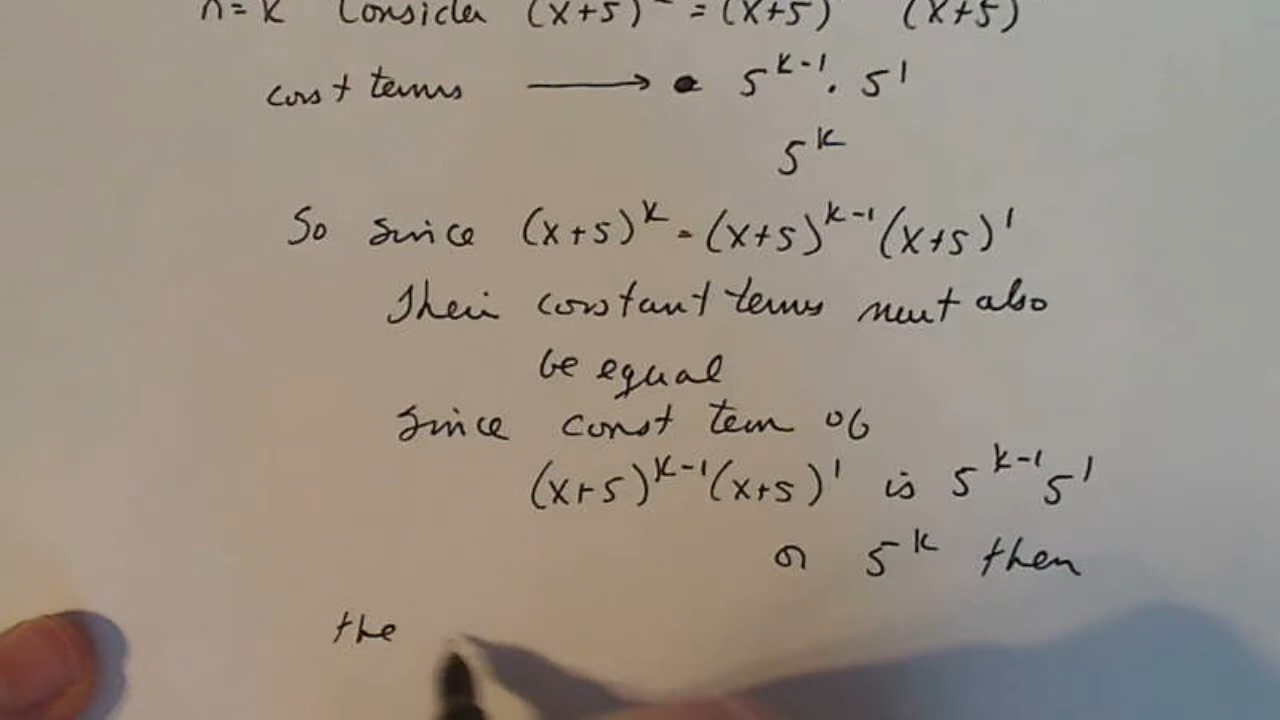 n = k Consider (x+5) = (x+5) (x+5)
const terms → 5^{k-1} · 5^1
5^k
So since (x+5)^k = (x+5)^{k-1} (x+5)^1
Their constant terms must also
be equal
Since const term of
(x+5)^{k-1} (x+5)^1 is 5^{k-1} 5^1
or 5^k then
the